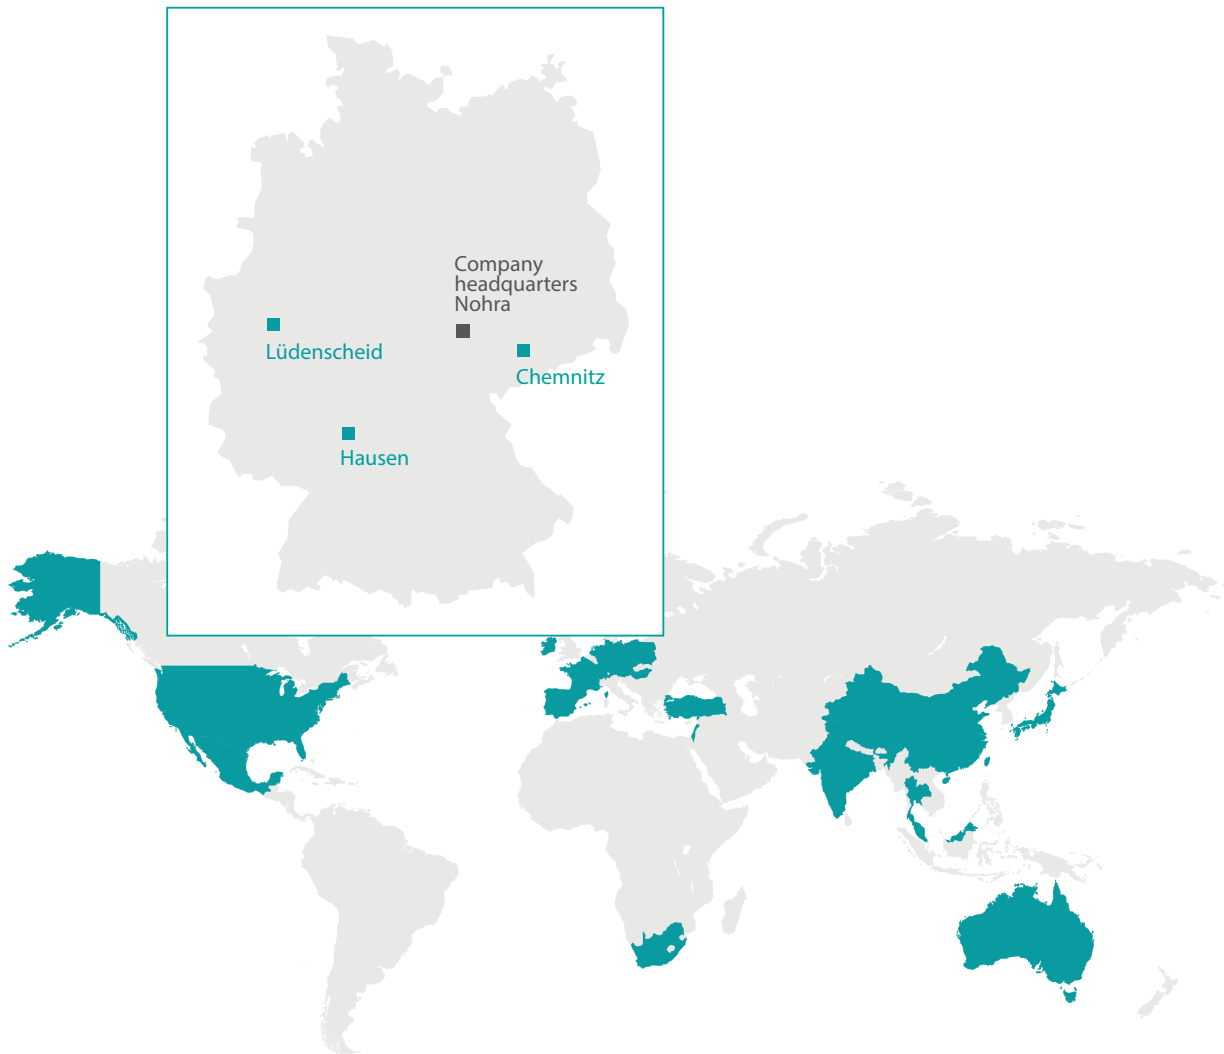 Company
headquarters
Nohra
Lüdenscheid
Chemnitz
Hausen